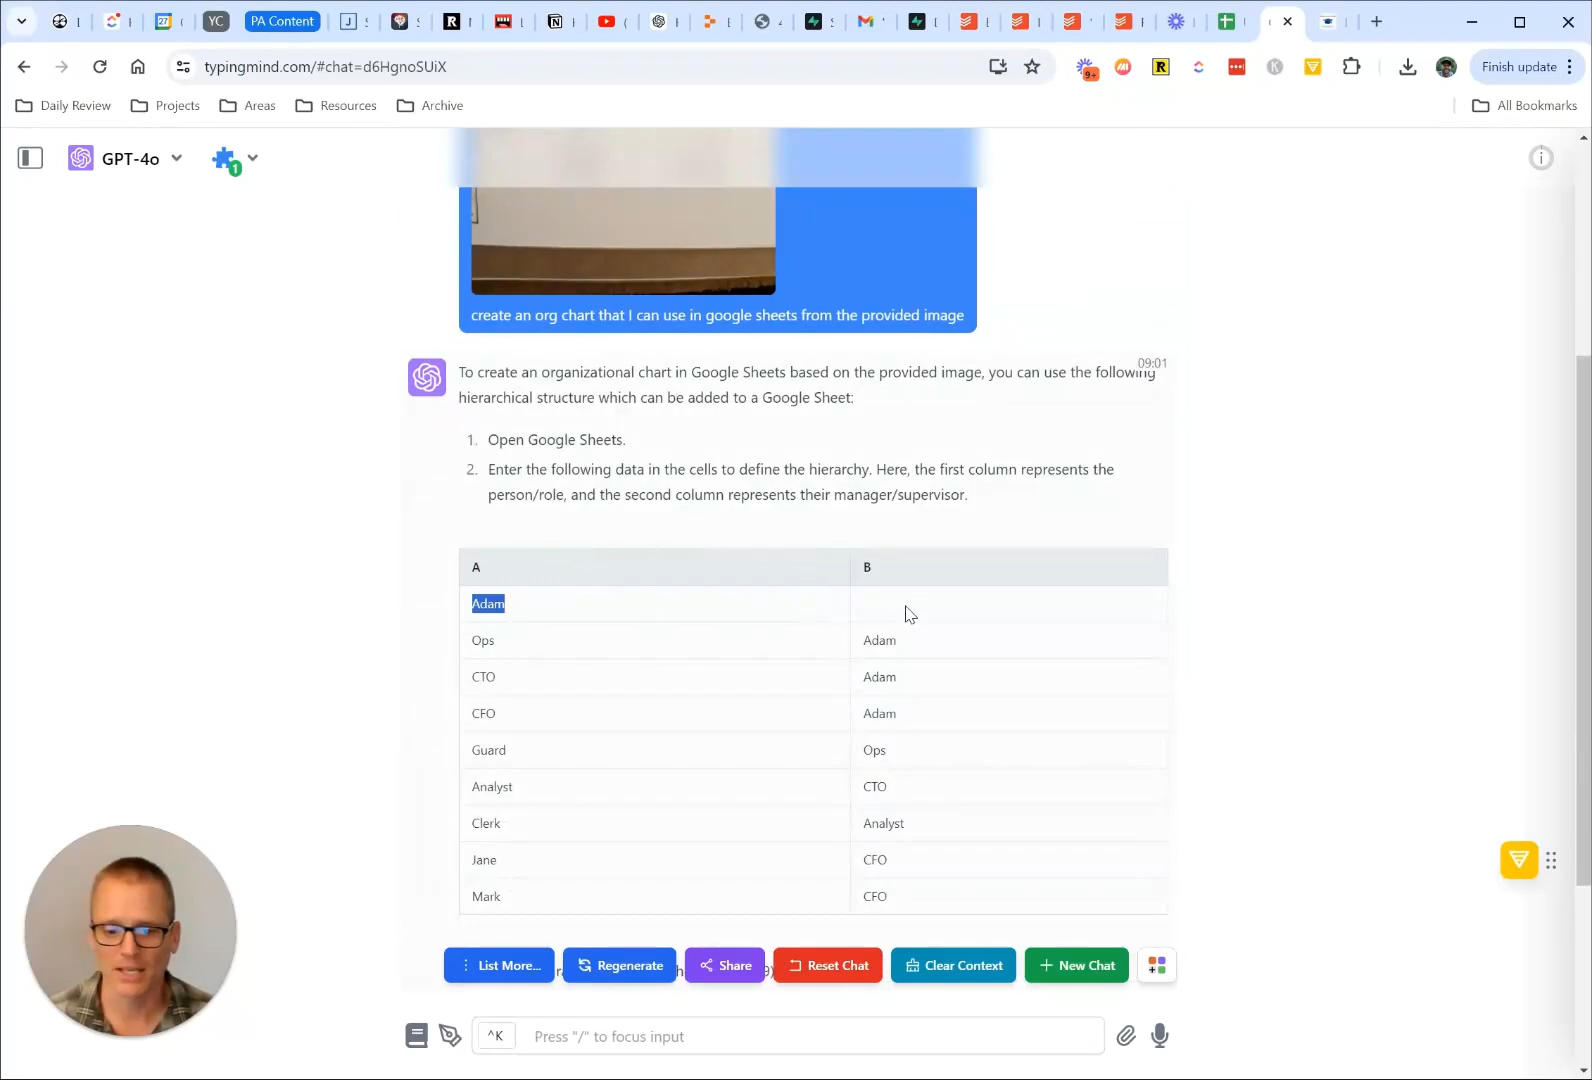 YC
PA Content
typingmind.com/#chat=d6HgnoSUiX
9+
Finish update
Daily Review
Projects
Areas
Resources
Archive
All Bookmarks
GPT-4o
1
create an org chart that I can use in google sheets from the provided image
09:01
To create an organizational chart in Google Sheets based on the provided image, you can use the following
hierarchical structure which can be added to a Google Sheet:
1. Open Google Sheets.
2. Enter the following data in the cells to define the hierarchy. Here, the first column represents the
person/role, and the second column represents their manager/supervisor.
A B
Adam
Ops Adam
CTO Adam
CFO Adam
Guard Ops
Analyst CTO
Clerk Analyst
Jane CFO
Mark CFO
List More...
Regenerate
Share
Reset Chat
Clear Context
New Chat
^K Press "/" to focus input